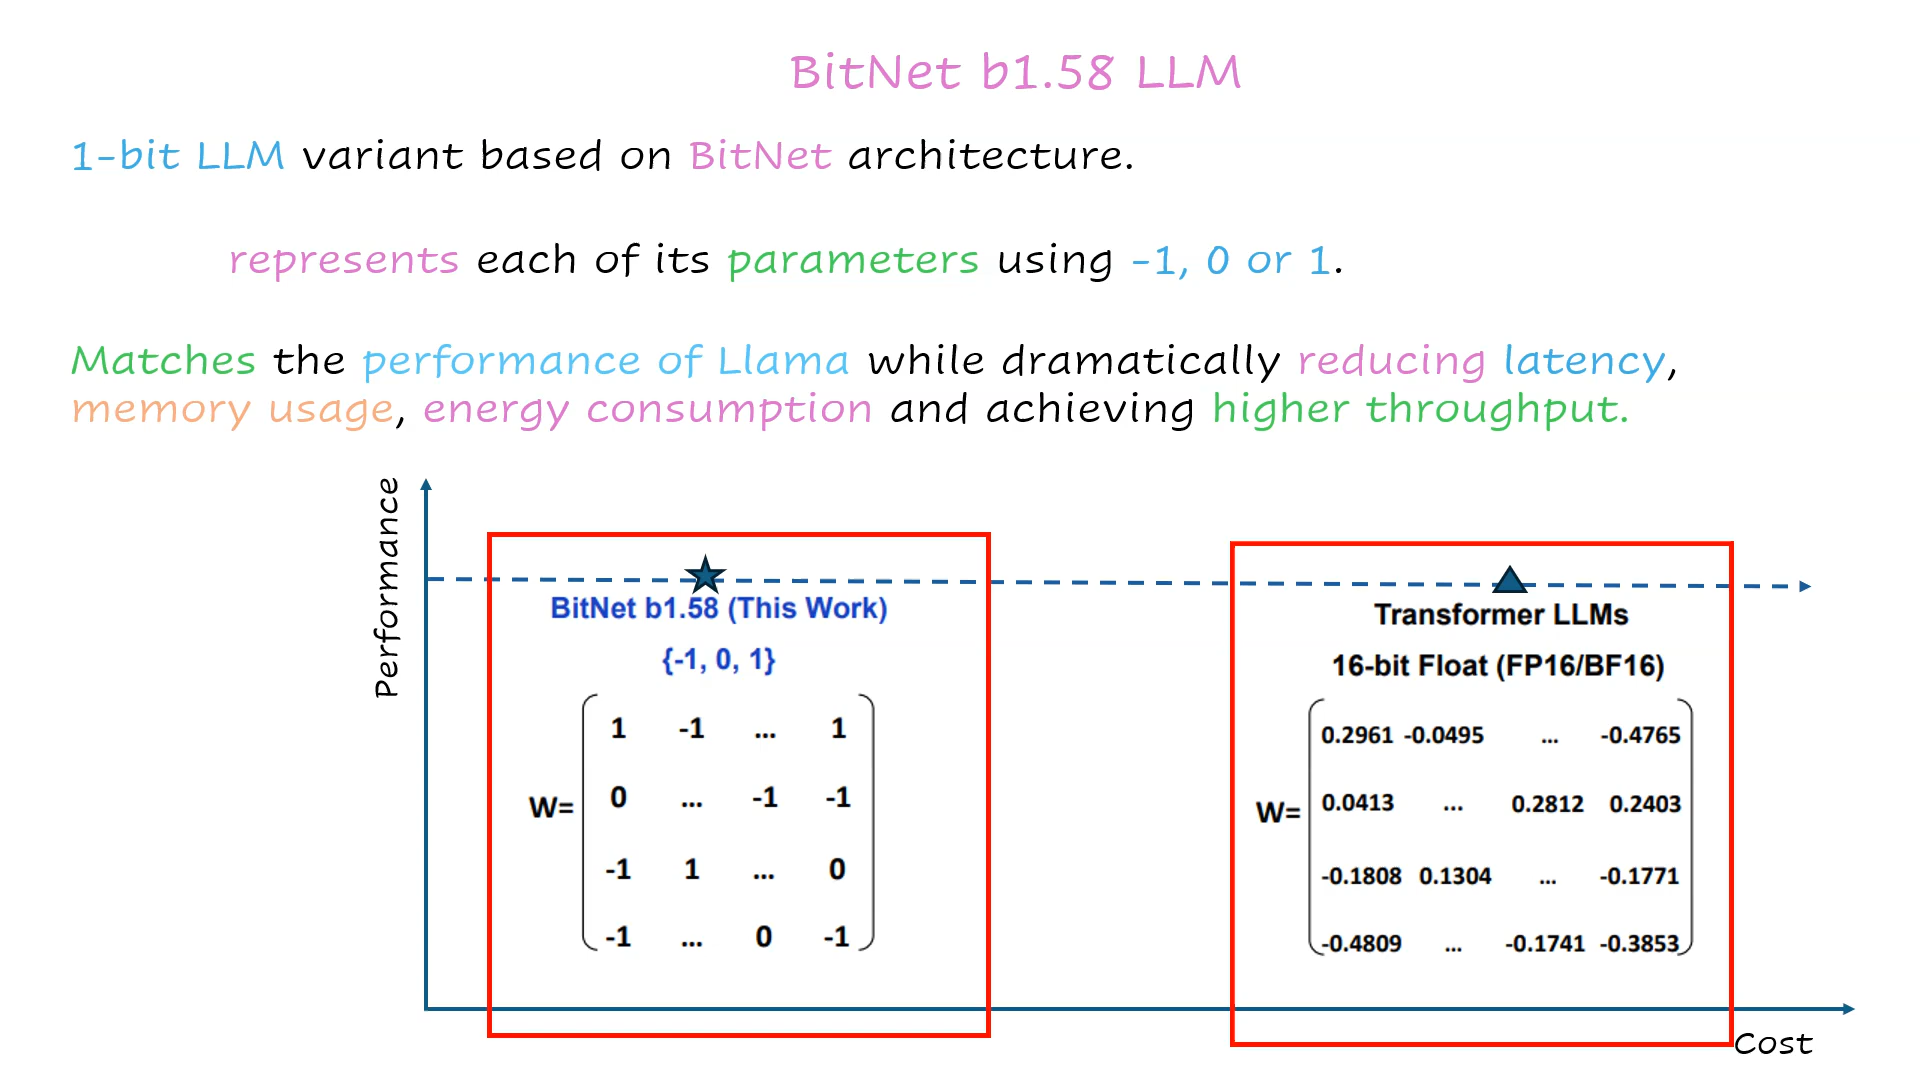 BitNet b1.58 LLM
1-bit LLM variant based on BitNet architecture.
represents each of its parameters using -1, 0 or 1.
Matches the performance of Llama while dramatically reducing latency,
memory usage, energy consumption and achieving higher throughput.
Performance
BitNet b1.58 (This Work)
{-1, 0, 1}
W=
1 -1 ... 1
0 ... -1 -1
-1 1 ... 0
-1 ... 0 -1
Transformer LLMs
16-bit Float (FP16/BF16)
W=
0.2961 -0.0495 ... -0.4765
0.0413 ... 0.2812 0.2403
-0.1808 0.1304 ... -0.1771
-0.4809 ... -0.1741 -0.3853
Cost